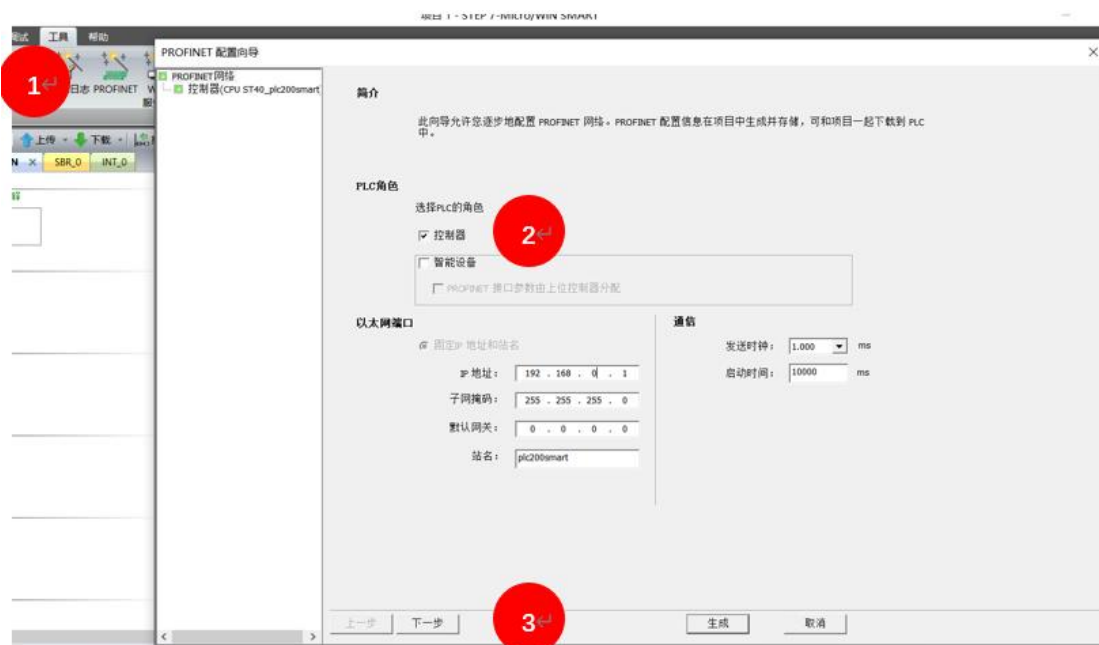 项目 1 - STEP 7-Micro/WIN SMART
调试 工具 帮助
PROFINET 配置向导
1
日志 PROFINET
PROFINET 网络
控制器(CPU ST40_plc200smart
上传 下载
N × SBR_0 INT_0
简介
此向导允许您逐步地配置 PROFINET 网络。PROFINET 配置信息在项目中生成并存储，可和项目一起下载到 PLC
中。
PLC角色
选择PLC的角色
控制器
2
智能设备
PROFINET 接口参数由上位控制器分配
以太网端口
固定IP 地址和站名
IP 地址： 192 . 168 . 0 . 1
子网掩码： 255 . 255 . 255 . 0
默认网关： 0 . 0 . 0 . 0
站名： plc200smart
通信
发送时钟： 1.000 ms
启动时间： 10000 ms
上一步 下一步 3 生成 取消